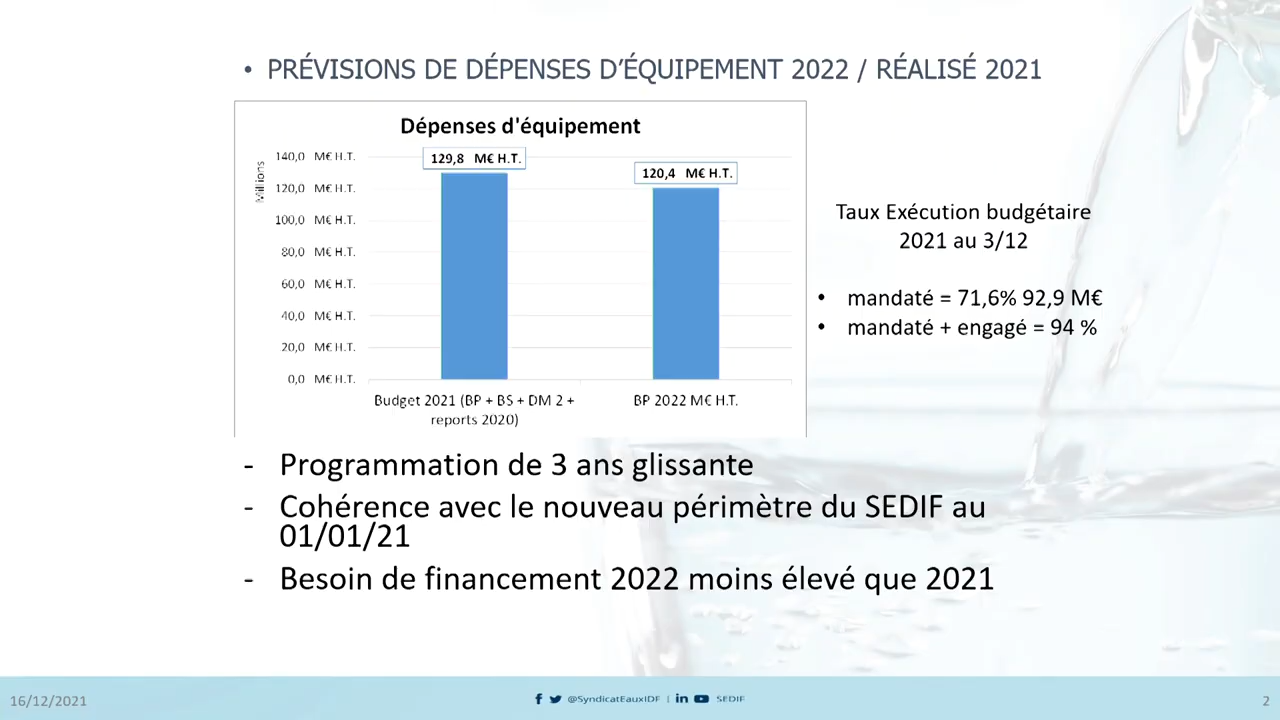 • PRÉVISIONS DE DÉPENSES D’ÉQUIPEMENT 2022 / RÉALISÉ 2021
Dépenses d'équipement
Millions
140,0 M€ H.T.
120,0 M€ H.T.
100,0 M€ H.T.
80,0 M€ H.T.
60,0 M€ H.T.
40,0 M€ H.T.
20,0 M€ H.T.
0,0 M€ H.T.
129,8 M€ H.T.
120,4 M€ H.T.
Budget 2021 (BP + BS + DM 2 +
reports 2020)
BP 2022 M€ H.T.
Taux Exécution budgétaire
2021 au 3/12
• mandaté = 71,6% 92,9 M€
• mandaté + engagé = 94 %
- Programmation de 3 ans glissante
- Cohérence avec le nouveau périmètre du SEDIF au
01/01/21
- Besoin de financement 2022 moins élevé que 2021
16/12/2021
@SyndicatEauxIDF | SEDIF
2